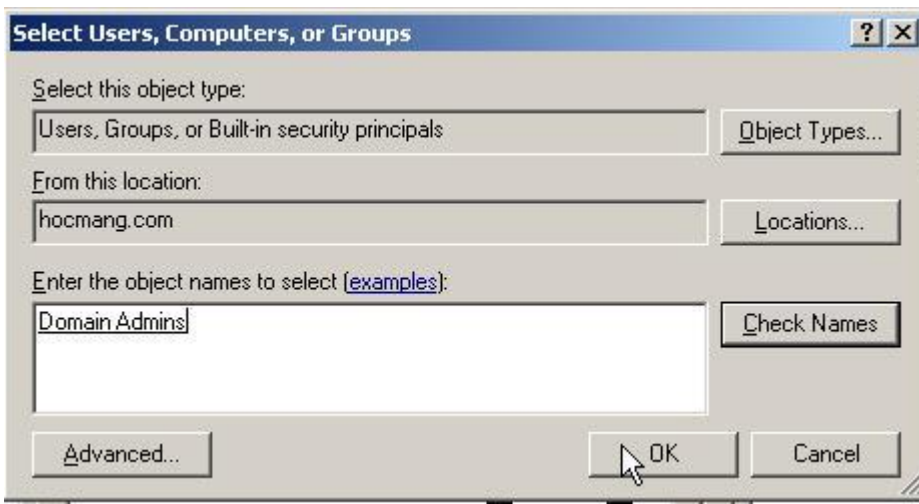 Select Users, Computers, or Groups
Select this object type:
Users, Groups, or Built-in security principals
Object Types...
From this location:
hocmang.com
Locations...
Enter the object names to select (examples):
Domain Admins
Check Names
Advanced...
OK
Cancel